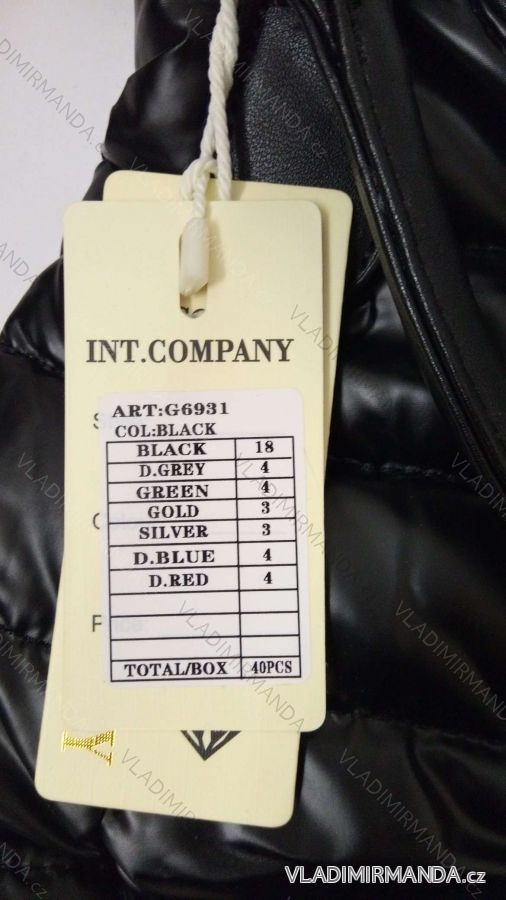 INT.COMPANY
ART:G6931
COL:BLACK
BLACK 18
D.GREY 4
GREEN 4
GOLD 3
SILVER 3
D.BLUE 4
D.RED 4
TOTAL/BOX 40PCS
VLADIMIRMANDA.cz